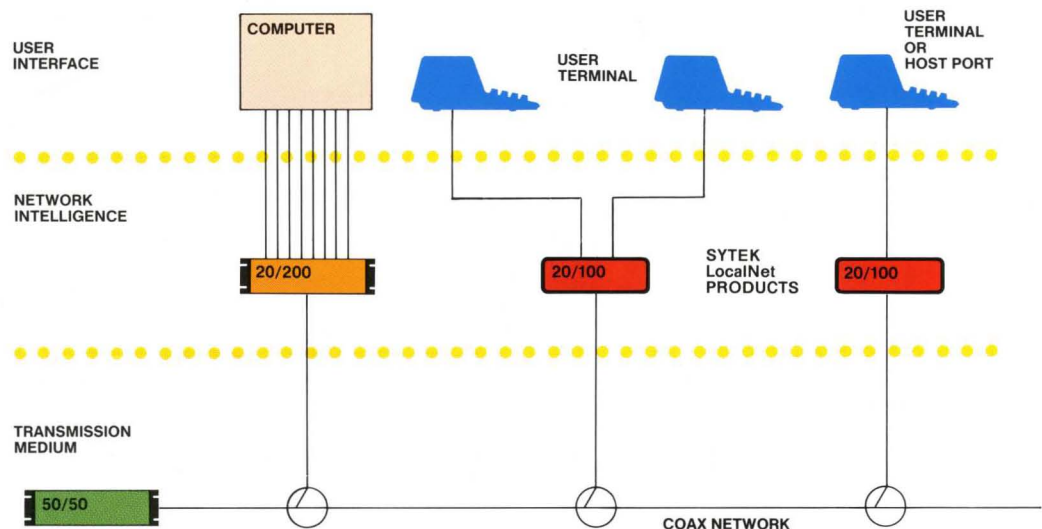 USER
INTERFACE
COMPUTER
USER
TERMINAL
USER
TERMINAL
OR
HOST PORT
NETWORK
INTELLIGENCE
20/200
20/100
SYTEK
LocalNet
PRODUCTS
20/100
TRANSMISSION
MEDIUM
50/50
COAX NETWORK